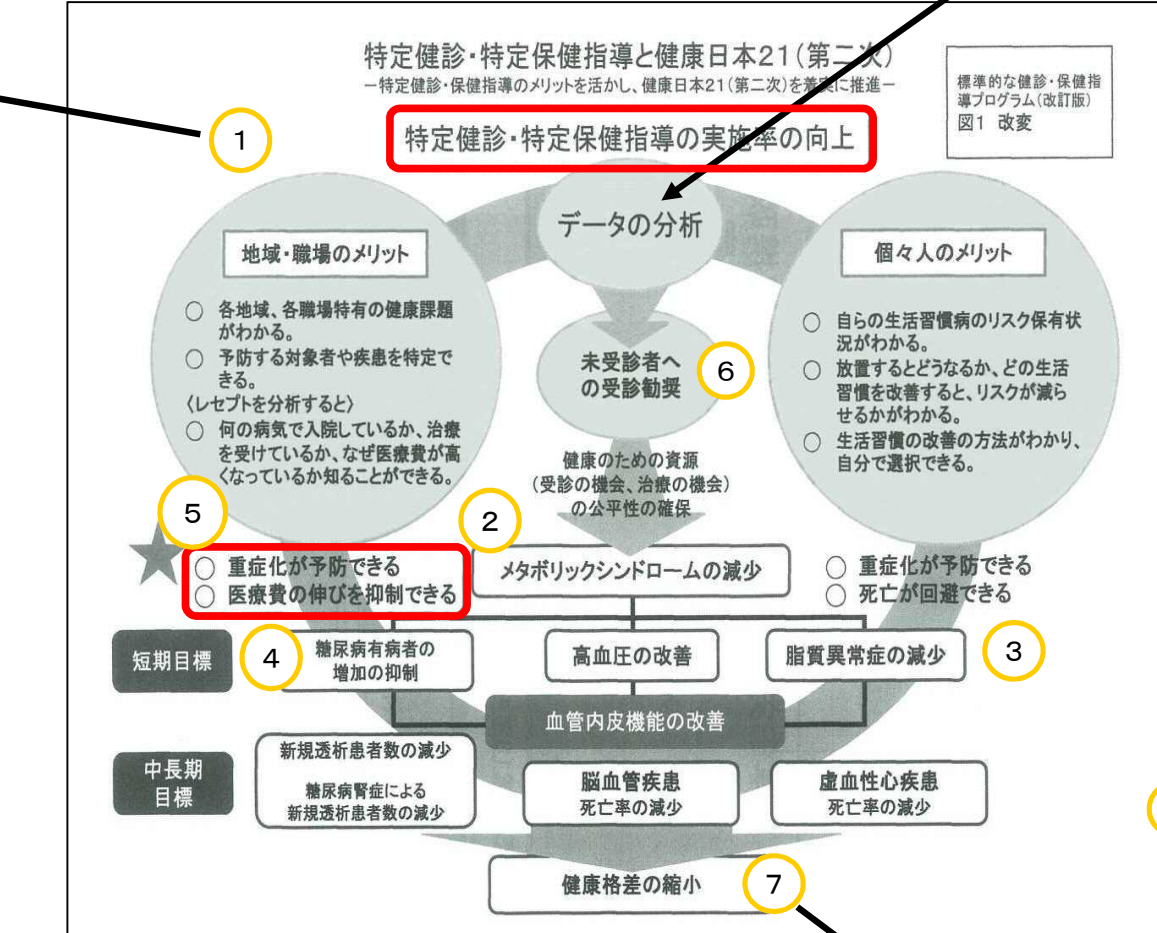 特定健診・特定保健指導と健康日本21（第二次）
－特定健診・保健指導のメリットを活かし、健康日本21（第二次）を着実に推進－
標準的な健診・保健指
導プログラム（改訂版）
図1 改変
1
特定健診・特定保健指導の実施率の向上
データの分析
地域・職場のメリット
○ 各地域、各職場特有の健康課題
がわかる。
○ 予防する対象者や疾患を特定で
きる。
〈レセプトを分析すると〉
○ 何の病気で入院しているか、治療
を受けているか、なぜ医療費が高
くなっているか知ることができる。
未受診者へ
の受診勧奨
6
個々人のメリット
○ 自らの生活習慣病のリスク保有状
況がわかる。
○ 放置するとどうなるか、どの生活
習慣を改善すると、リスクが減ら
せるかがわかる。
○ 生活習慣の改善の方法がわかり、
自分で選択できる。
健康のための資源
（受診の機会、治療の機会）
の公平性の確保
5
○ 重症化が予防できる
○ 医療費の伸びを抑制できる
2
メタボリックシンドロームの減少
○ 重症化が予防できる
○ 死亡が回避できる
短期目標
4
糖尿病有病者の
増加の抑制
高血圧の改善
脂質異常症の減少
3
血管内皮機能の改善
中長期
目標
新規透析患者数の減少
糖尿病腎症による
新規透析患者数の減少
脳血管疾患
死亡率の減少
虚血性心疾患
死亡率の減少
健康格差の縮小
7